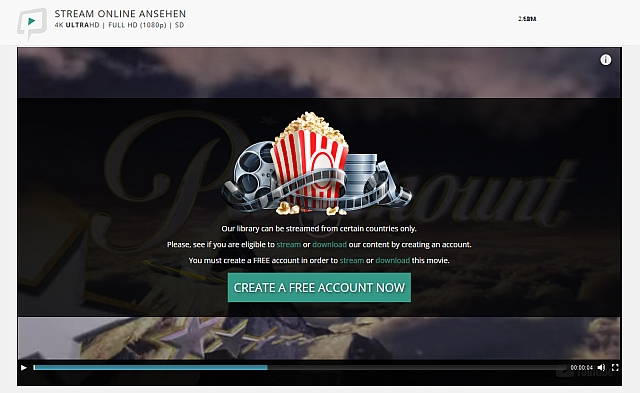 STREAM ONLINE ANSEHEN
4K ULTRAHD | FULL HD (1080p) | SD
Paramount
Our library can be streamed from certain countries only.
Please, see if you are eligible to stream or download our content by creating an account.
You must create a FREE account in order to stream or download this movie.
CREATE A FREE ACCOUNT NOW
00:00:04